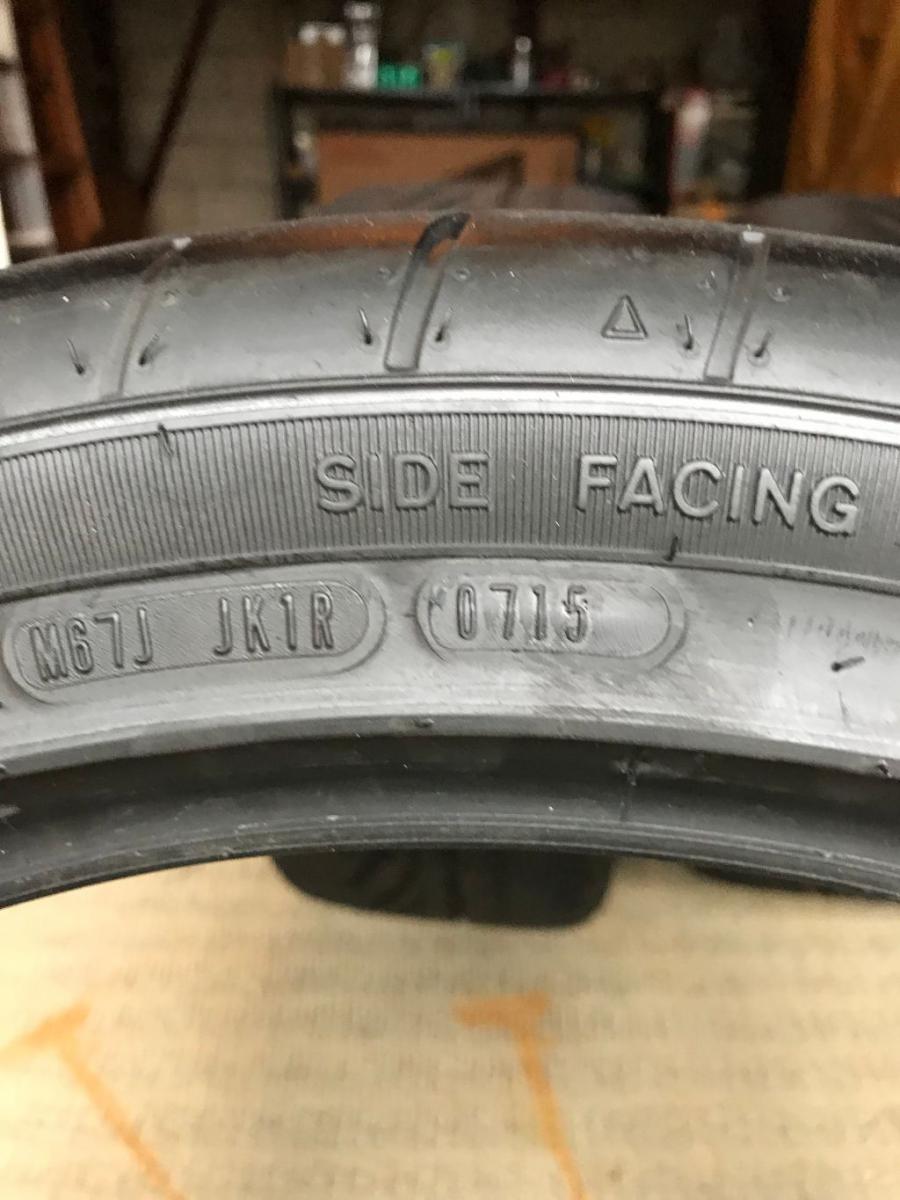 SIDE FACING
M67J JK1R 0715